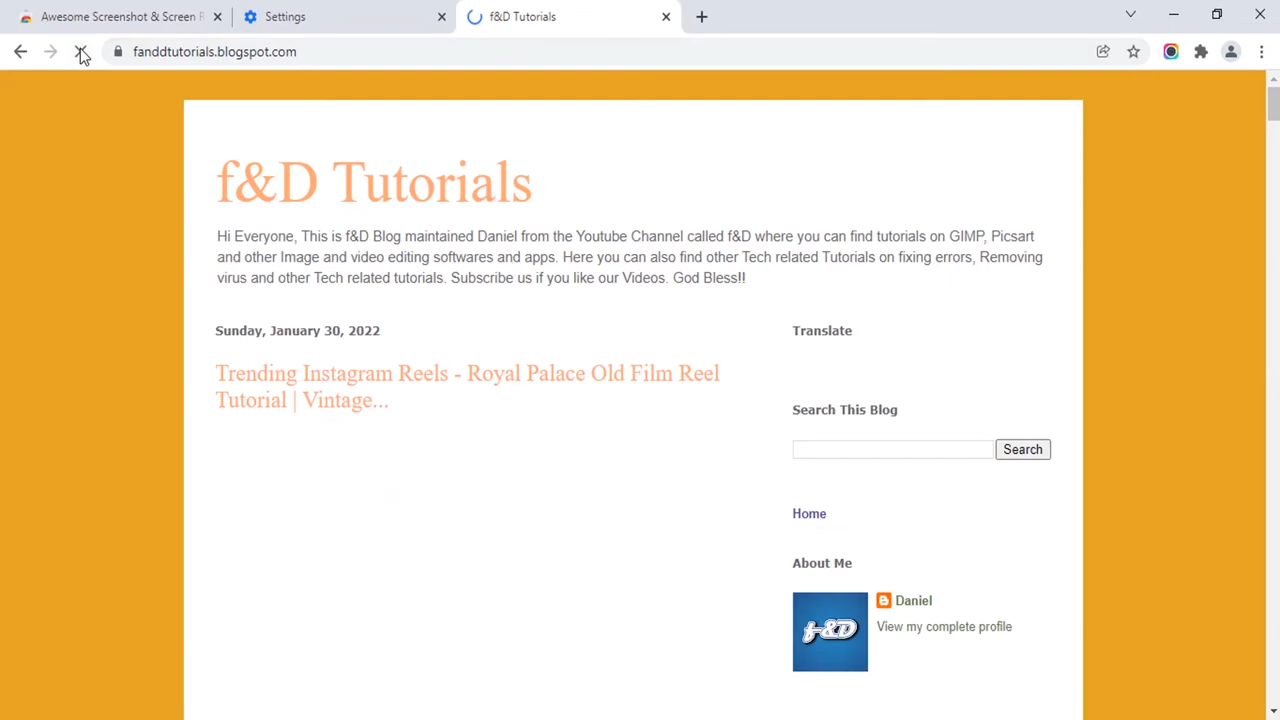 Awesome Screenshot & Screen R
Settings
f&D Tutorials
fanddtutorials.blogspot.com
f&D Tutorials
Hi Everyone, This is f&D Blog maintained Daniel from the Youtube Channel called f&D where you can find tutorials on GIMP, Picsart
and other Image and video editing softwares and apps. Here you can also find other Tech related Tutorials on fixing errors, Removing
virus and other Tech related tutorials. Subscribe us if you like our Videos. God Bless!!
Sunday, January 30, 2022
Trending Instagram Reels - Royal Palace Old Film Reel
Tutorial | Vintage...
Translate
Search This Blog
Search
Home
About Me
f&D
Daniel
View my complete profile